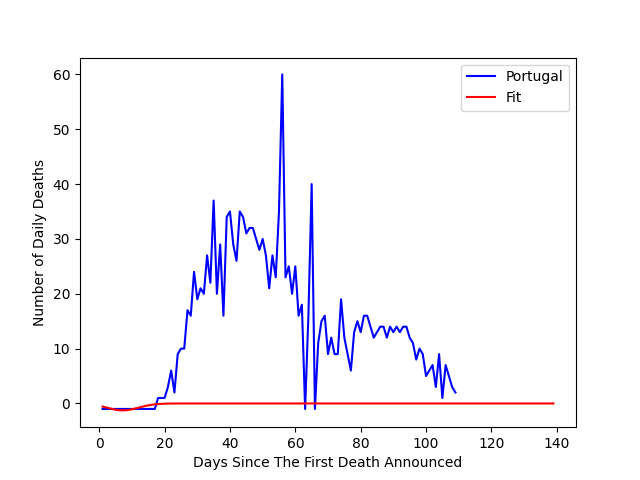 Portugal
Fit
60
50
40
30
20
10
0
Number of Daily Deaths
0 20 40 60 80 100 120 140
Days Since The First Death Announced